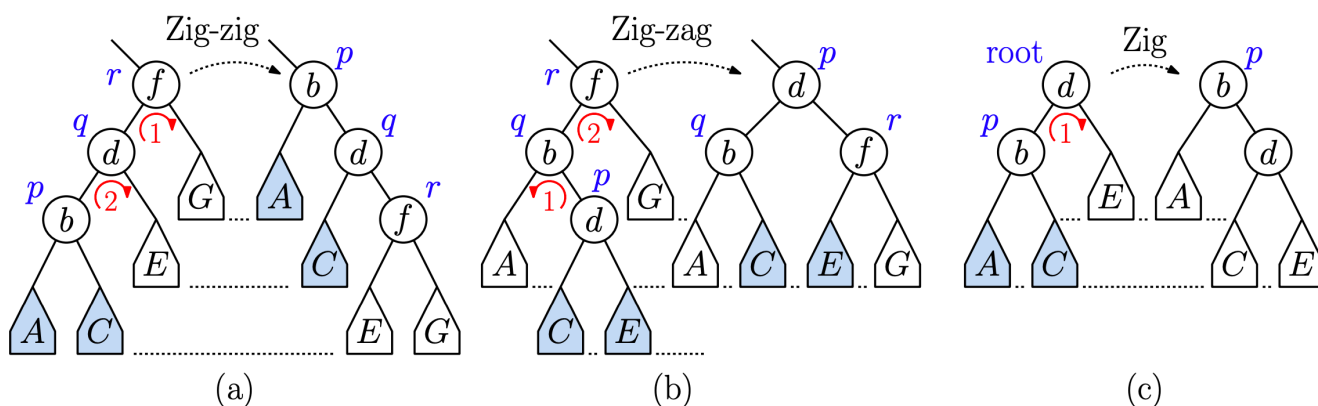 Zig-zig
Zig-zag
Zig
root
r f
p
b
r f
d p
d
b p
1
2
1
q d
d q
q b
q b
f r
p b
d
p b
2
G
A
f r
1
p
d
G
E
A
E
C
A
A
C
E
G
A
C
C
E
A
C
E
G
C
E
(a)
(b)
(c)